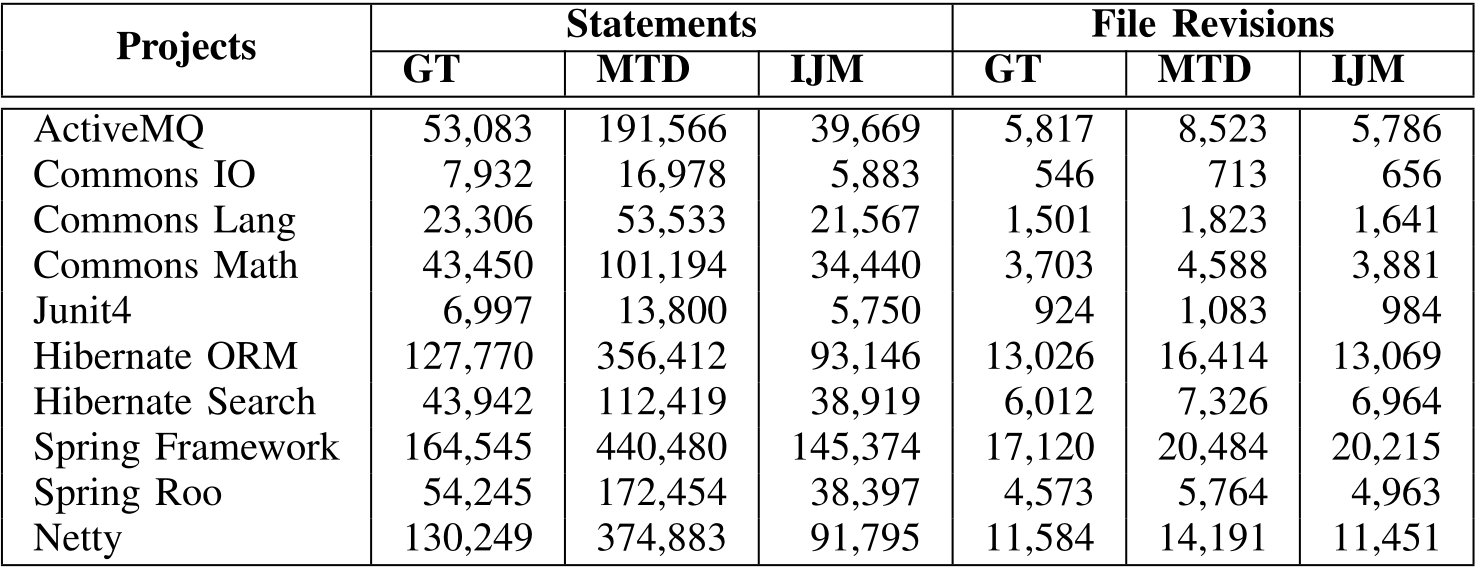 Projects Statements File Revisions
GT MTD IJM GT MTD IJM
ActiveMQ 53,083 191,566 39,669 5,817 8,523 5,786
Commons IO 7,932 16,978 5,883 546 713 656
Commons Lang 23,306 53,533 21,567 1,501 1,823 1,641
Commons Math 43,450 101,194 34,440 3,703 4,588 3,881
Junit4 6,997 13,800 5,750 924 1,083 984
Hibernate ORM 127,770 356,412 93,146 13,026 16,414 13,069
Hibernate Search 43,942 112,419 38,919 6,012 7,326 6,964
Spring Framework 164,545 440,480 145,374 17,120 20,484 20,215
Spring Roo 54,245 172,454 38,397 4,573 5,764 4,963
Netty 130,249 374,883 91,795 11,584 14,191 11,451